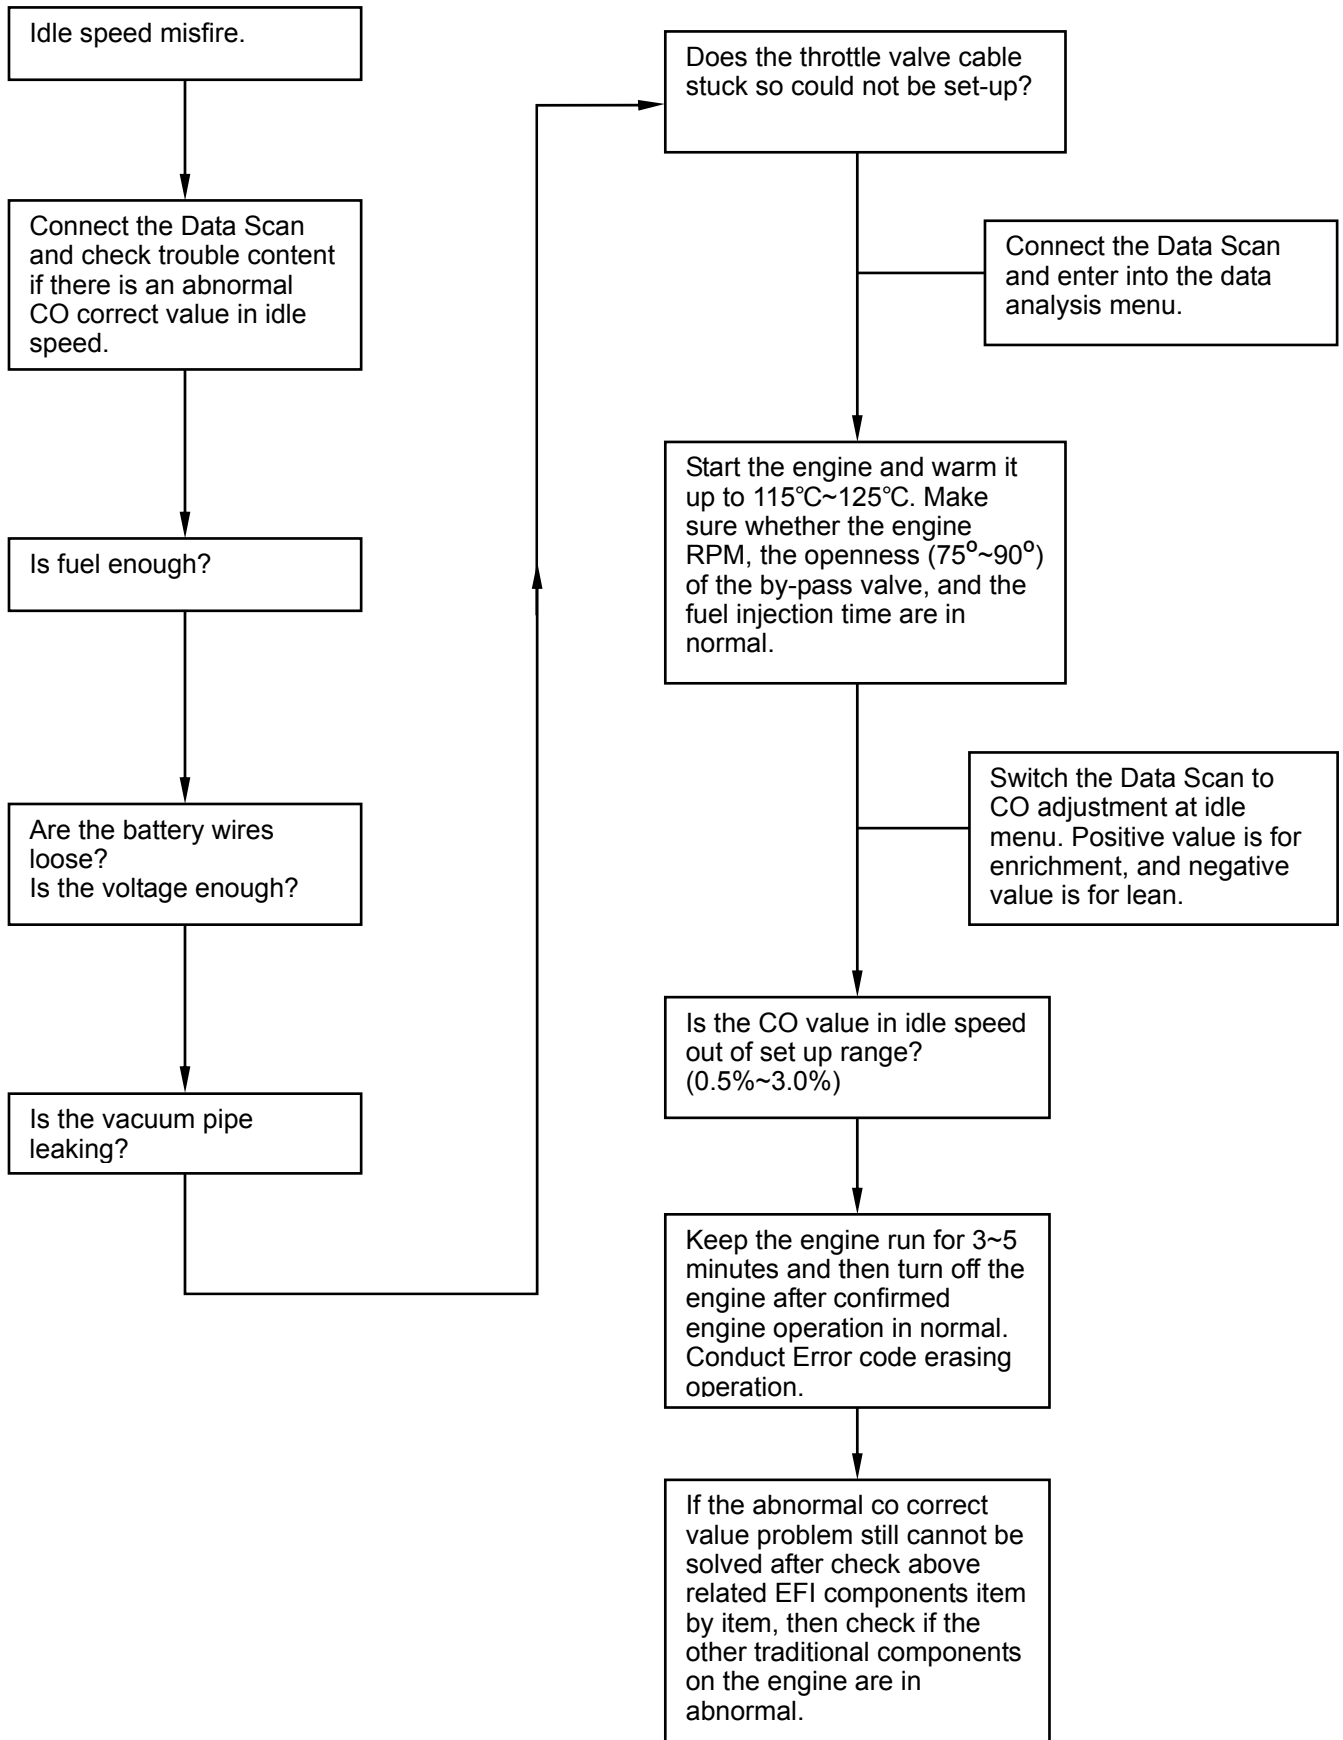 Idle speed misfire.
Connect the Data Scan
and check trouble content
if there is an abnormal
CO correct value in idle
speed.
Is fuel enough?
Are the battery wires
loose?
Is the voltage enough?
Is the vacuum pipe
leaking?
Does the throttle valve cable
stuck so could not be set-up?
Connect the Data Scan
and enter into the data
analysis menu.
Start the engine and warm it
up to 115℃~125℃. Make
sure whether the engine
RPM, the openness (75º~90º)
of the by-pass valve, and the
fuel injection time are in
normal.
Switch the Data Scan to
CO adjustment at idle
menu. Positive value is for
enrichment, and negative
value is for lean.
Is the CO value in idle speed
out of set up range?
(0.5%~3.0%)
Keep the engine run for 3~5
minutes and then turn off the
engine after confirmed
engine operation in normal.
Conduct Error code erasing
operation.
If the abnormal co correct
value problem still cannot be
solved after check above
related EFI components item
by item, then check if the
other traditional components
on the engine are in
abnormal.